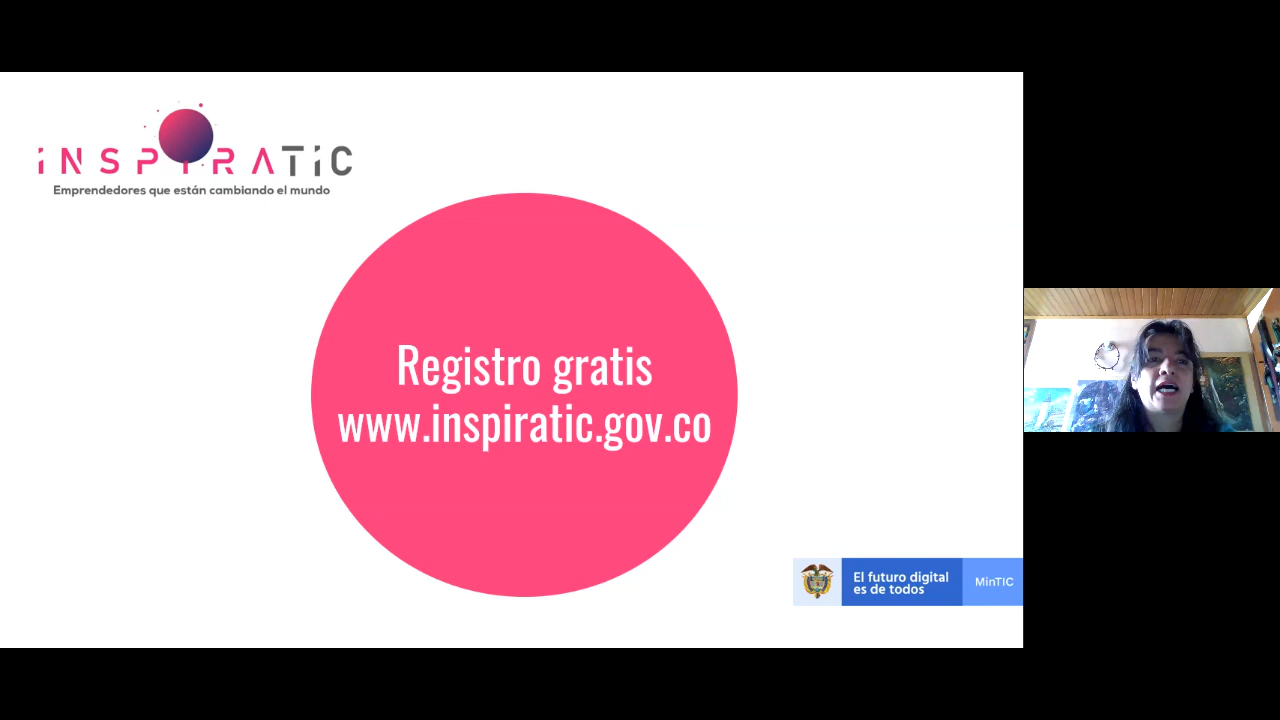 iNSPIRATiC
Emprendedores que están cambiando el mundo
Registro gratis
www.inspiratic.gov.co
El futuro digital
es de todos
MinTIC